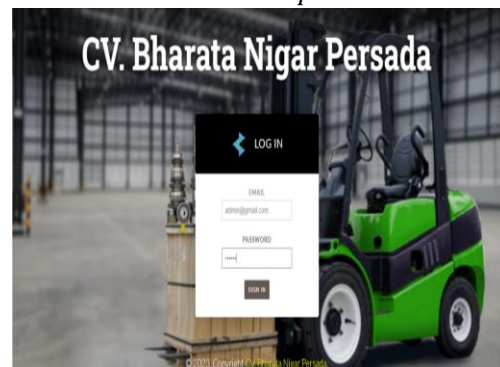 CV. Bharata Nigar Persada
LOG IN
EMAIL
admin@gmail.com
PASSWORD
••••••
SIGN IN
©2023 Copyright CV. Bharata Nigar Persada